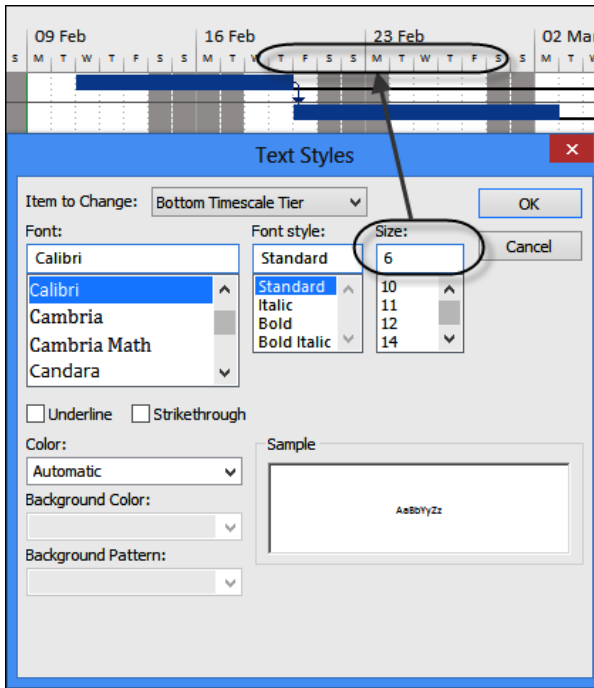 09 Feb 16 Feb 23 Feb 02 Mar
S M T W T F S S M T W T F S S M T W T F S S M T W
Text Styles
Item to Change: Bottom Timescale Tier OK
Font: Font style: Size: Cancel
Calibri Standard 6
Calibri Standard 10
Cambria Italic 11
Cambria Math Bold 12
Candara Bold Italic 14
Underline Strikethrough
Color: Sample
Automatic
AaBbYyZz
Background Color:
Background Pattern: